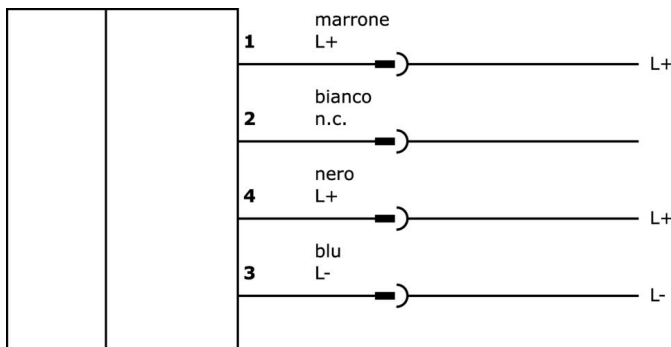 marrone
1 L+ L+
bianco
2 n.c.
nero
4 L+ L+
blu
3 L- L-